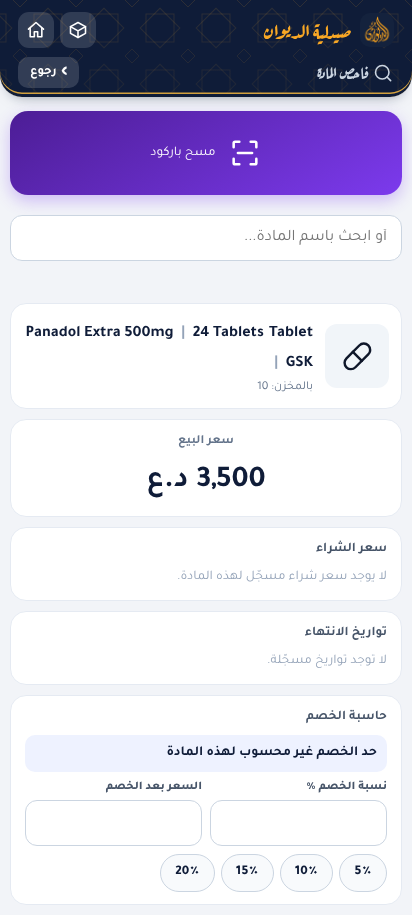 صيدلية الديوان
فاحص المادة
رجوع
مسح باركود
أو ابحث باسم المادة...
Panadol Extra 500mg | 24 Tablets Tablet
| GSK
بالمخزن: 10
سعر البيع
3,500 د.ع
سعر الشراء
لا يوجد سعر شراء مسجّل لهذه المادة.
تواريخ الانتهاء
لا توجد تواريخ مسجّلة.
حاسبة الخصم
حد الخصم غير محسوب لهذه المادة
نسبة الخصم %
السعر بعد الخصم
5٪
10٪
15٪
20٪